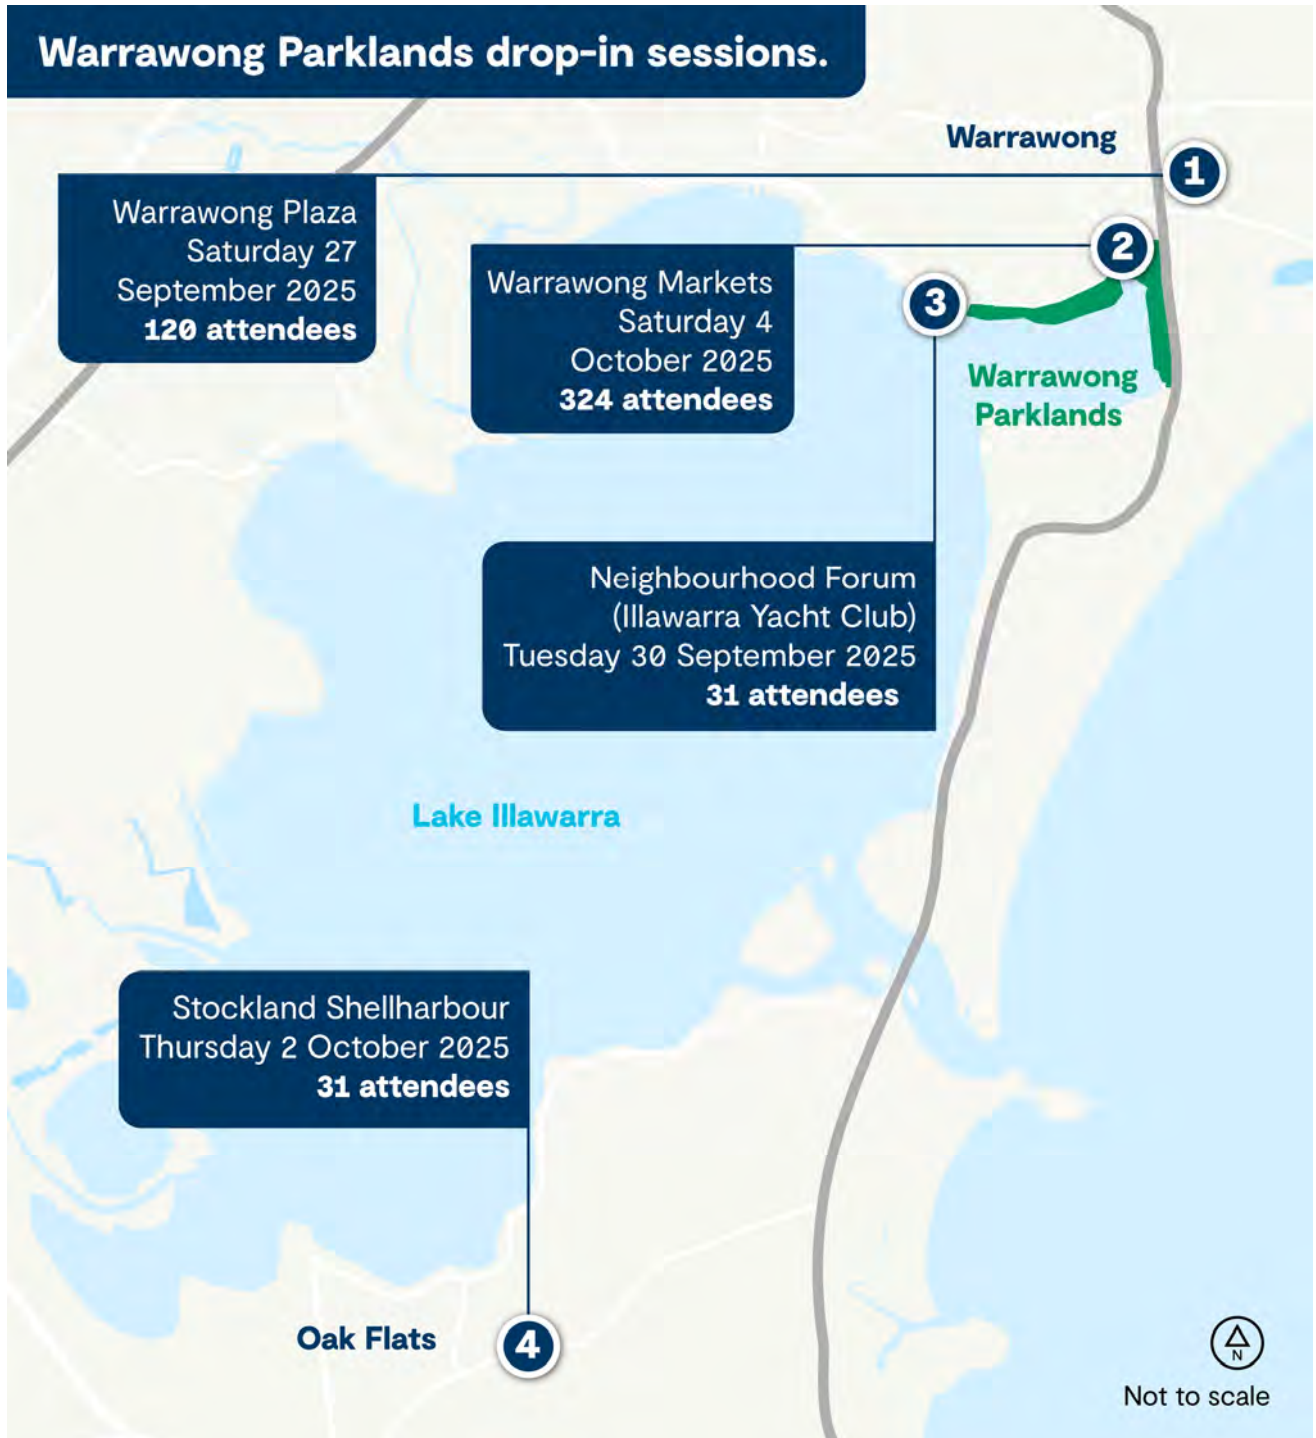 Warrawong Parklands drop-in sessions.
Warrawong
1
Warrawong Plaza
Saturday 27
September 2025
120 attendees
2
Warrawong Markets
Saturday 4
October 2025
324 attendees
3
Warrawong
Parklands
Neighbourhood Forum
(Illawarra Yacht Club)
Tuesday 30 September 2025
31 attendees
Lake Illawarra
Stockland Shellharbour
Thursday 2 October 2025
31 attendees
Oak Flats
4
N
Not to scale